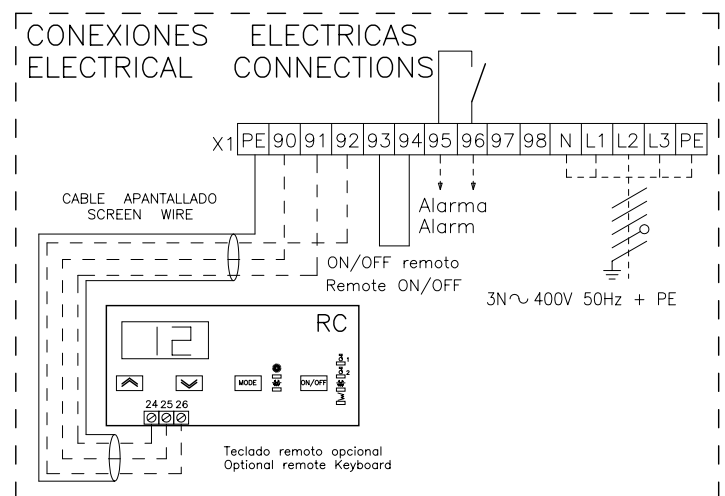 CONEXIONES ELECTRICAS
ELECTRICAL CONNECTIONS
X1 PE 90 91 92 93 94 95 96 97 98 N L1 L2 L3 PE
CABLE APANTALLADO
SCREEN WIRE
Alarma
Alarm
ON/OFF remoto
Remote ON/OFF
3N~ 400V 50Hz + PE
RC
12
MODE
ON/OFF
24 25 26
Teclado remoto opcional
Optional remote Keyboard